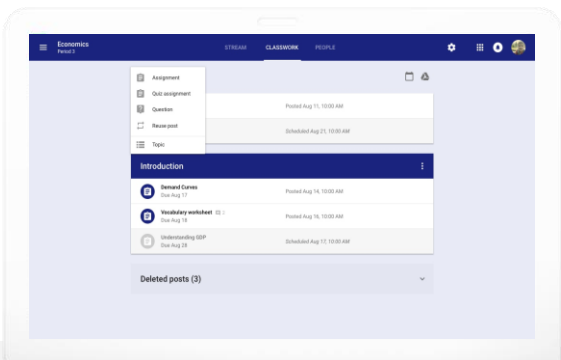 Economics
Period 2
STREAM CLASSWORK PEOPLE
Assignment
Quiz assignment
Question
Posted Aug 11, 10:00 AM
Reuse post
Scheduled Aug 21, 10:00 AM
Topic
Introduction
Demand Curves
Due Aug 17
Posted Aug 14, 10:00 AM
Vocabulary worksheet
Due Aug 18
Posted Aug 16, 10:00 AM
Understanding GDP
Due Aug 28
Scheduled Aug 17, 10:00 AM
Deleted posts (3)